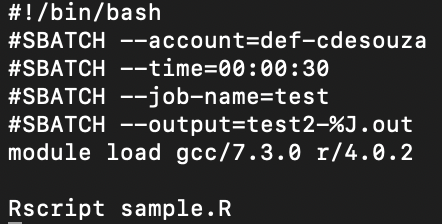 #!/bin/bash
#SBATCH --account=def-cdesouza
#SBATCH --time=00:00:30
#SBATCH --job-name=test
#SBATCH --output=test2-%J.out
module load gcc/7.3.0 r/4.0.2

Rscript sample.R